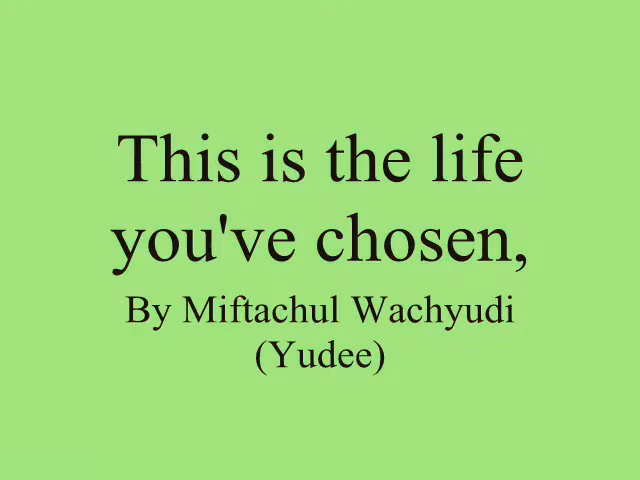 This is the life
you've chosen,
By Miftachul Wachyudi
(Yudee)